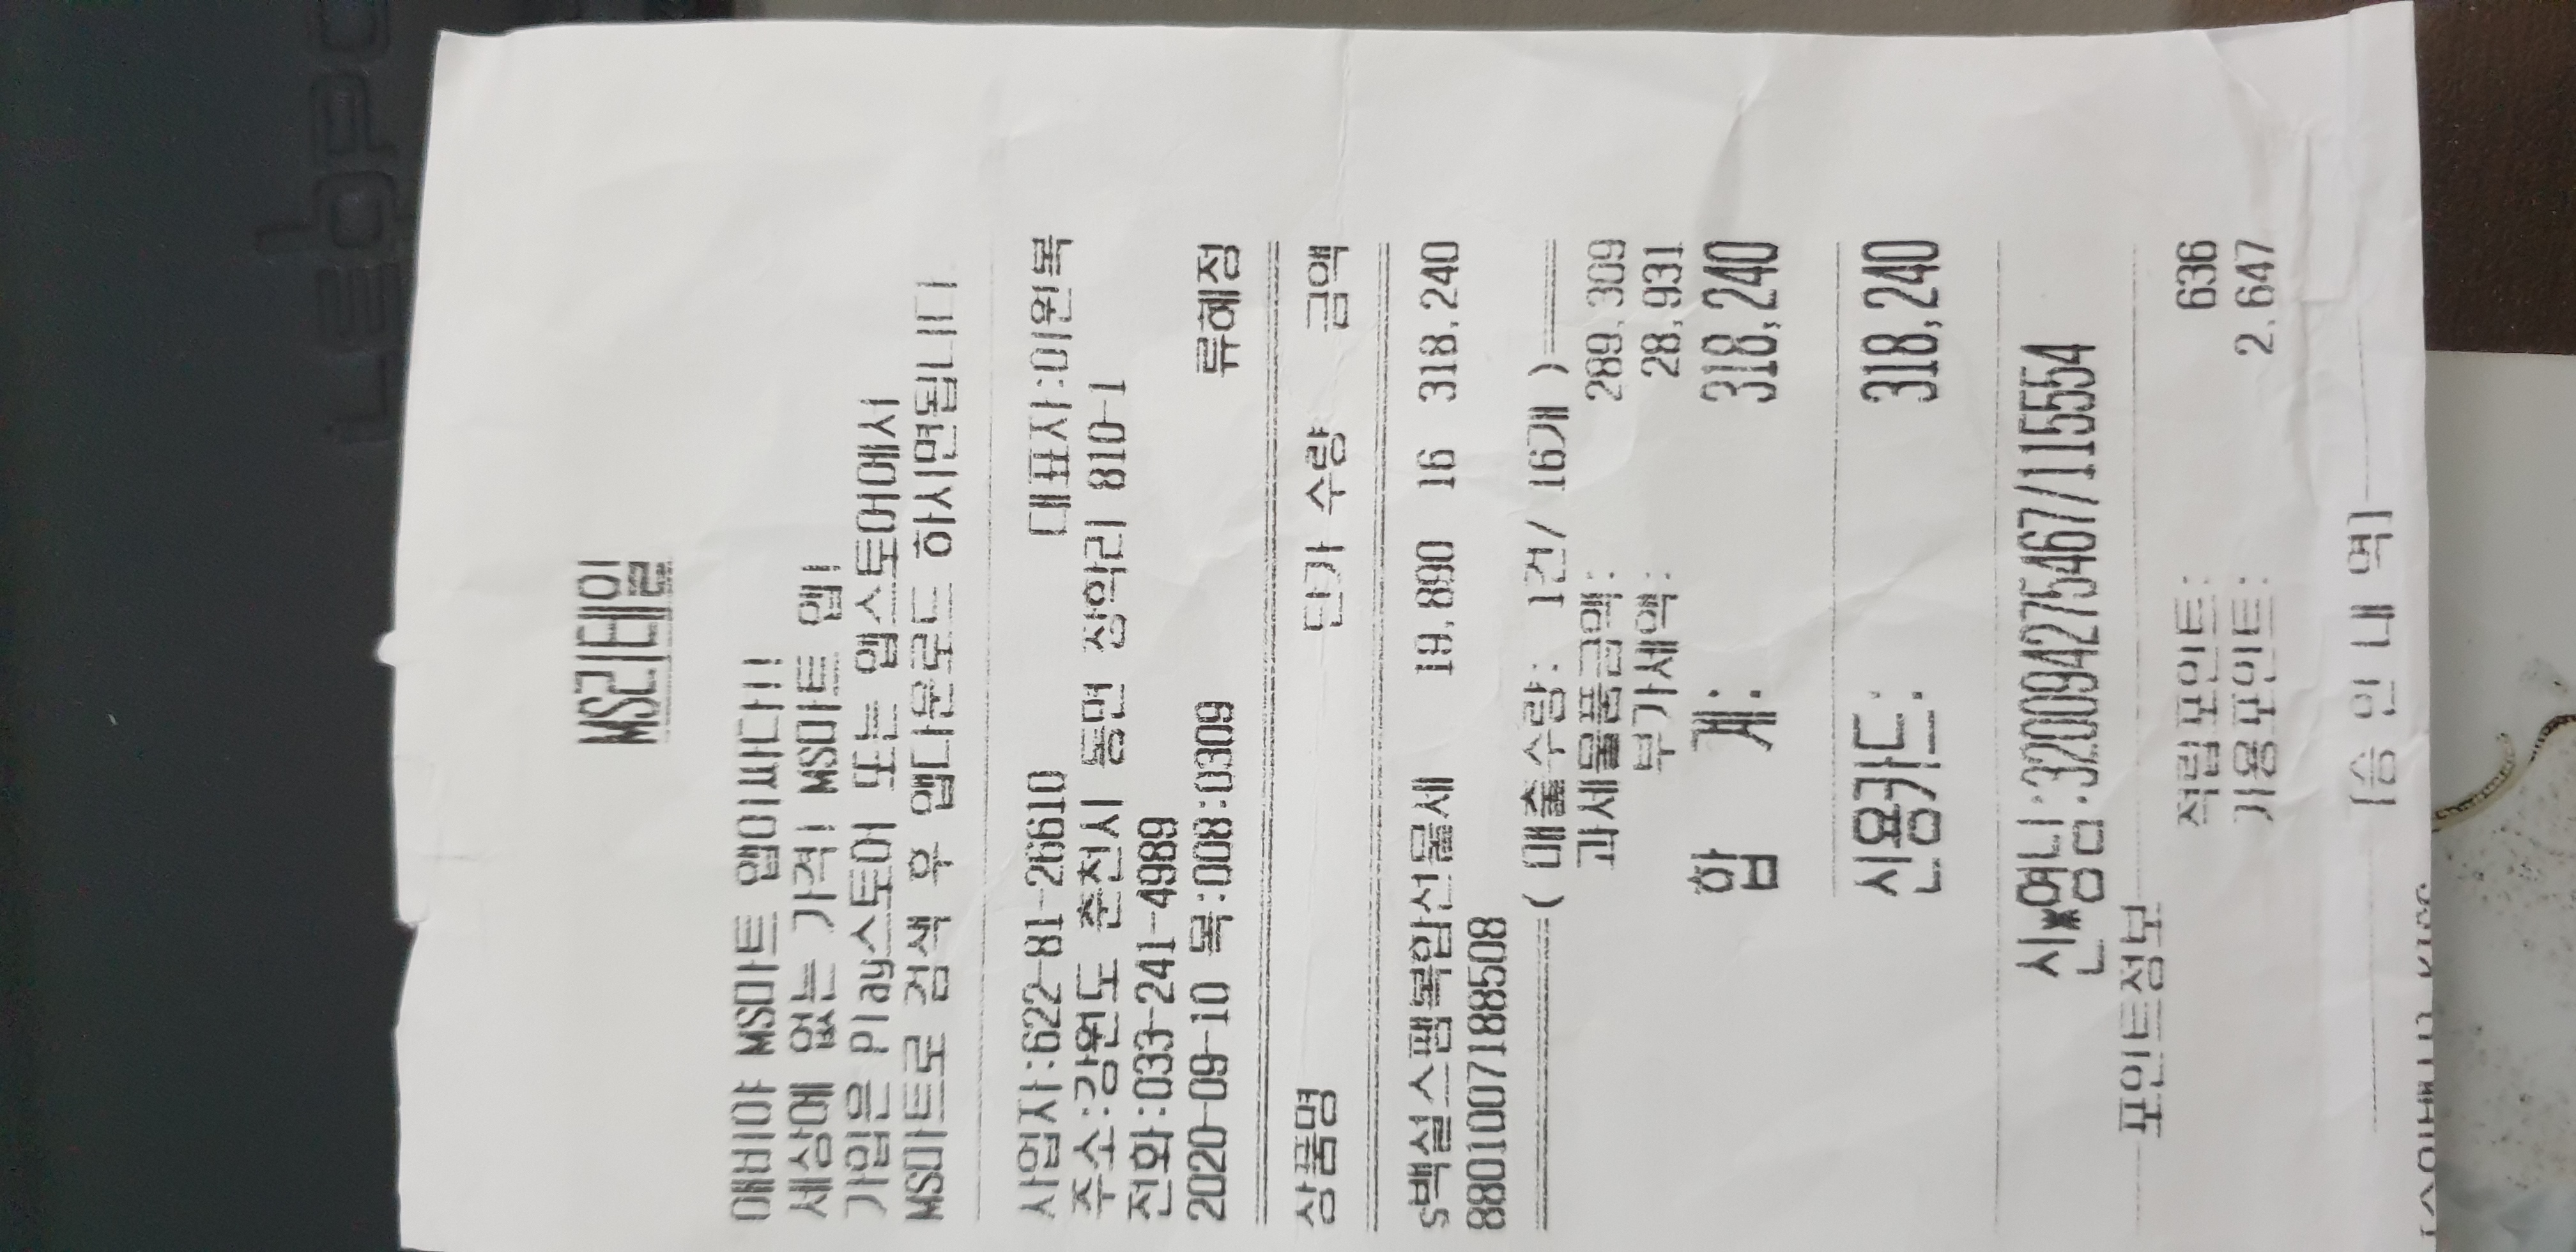 MS리테일
애비야 MS마트 앱이싸다!!
세상에 없는 가격! MS마트 앱!
가입은 Play스토어 또는 앱스토어에서
MS마트로 검색 후 앱다운로드 하시면됩니다
사업자:622-81-26610 대표자:이원복
주소:강원도 춘천시 동면 장학리 810-1
전화:033-241-4989
2020-09-10 목:008:0309 류혜정
상품명 단가 수량 금액
s백설스팸복합선물세 19,890 16 318,240
8801007188508
( 매출수량: 1건/ 16개 )
과세물품금액: 289,309
부가세액: 28,931
합 계: 318,240
신용카드: 318,240
신*영님:320094275467/115554
포인트정보
적립포인트: 636
가용포인트: 2,647
[승 인 내 역]